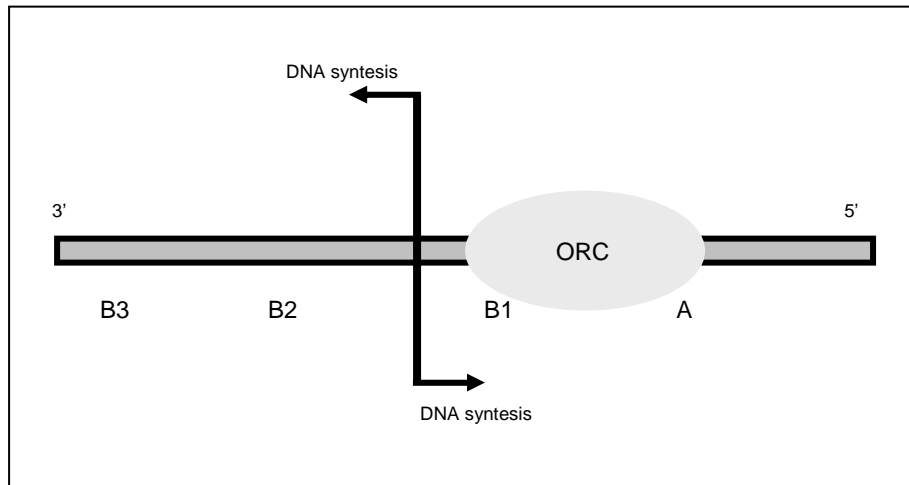 DNA syntesis
3’
5’
ORC
B3
B2
B1
A
DNA syntesis